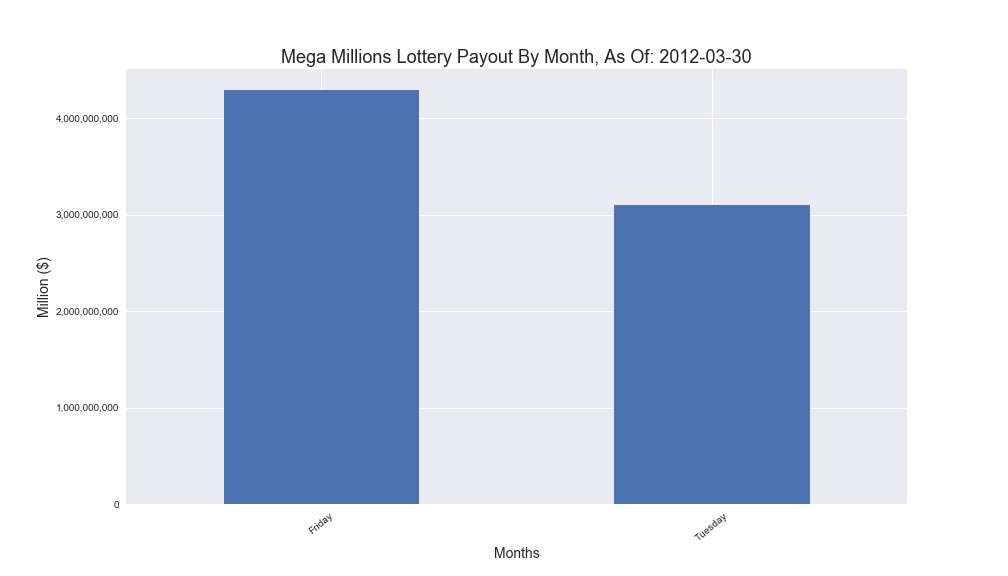 Mega Millions Lottery Payout By Month, As Of: 2012-03-30
Million ($)
4,000,000,000
3,000,000,000
2,000,000,000
1,000,000,000
0
Friday
Tuesday
Months